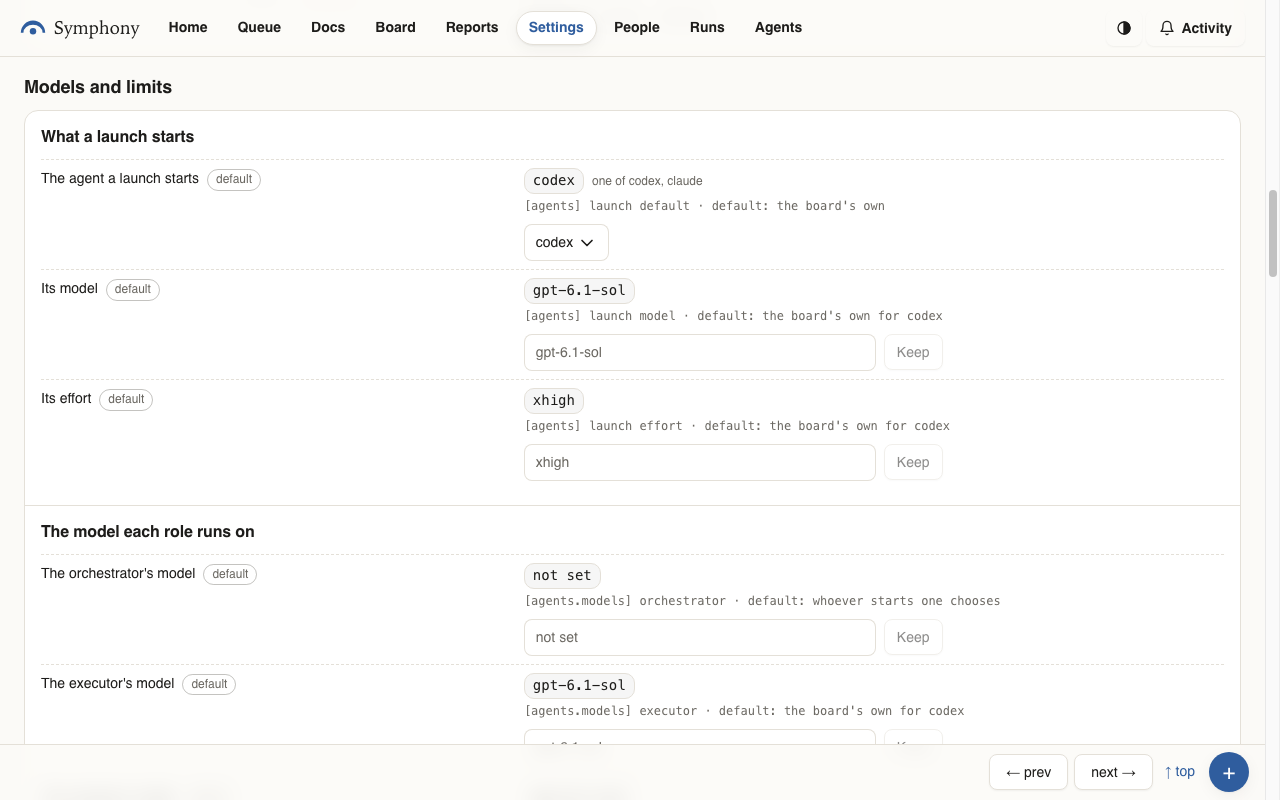 Symphony
Home Queue Docs Board Reports Settings People Runs Agents
Activity
Models and limits
What a launch starts
The agent a launch starts default
codex one of codex, claude
[agents] launch default · default: the board's own
codex
Its model default
gpt-6.1-sol
[agents] launch model · default: the board's own for codex
gpt-6.1-sol Keep
Its effort default
xhigh
[agents] launch effort · default: the board's own for codex
xhigh Keep
The model each role runs on
The orchestrator's model default
not set
[agents.models] orchestrator · default: whoever starts one chooses
not set Keep
The executor's model default
gpt-6.1-sol
[agents.models] executor · default: the board's own for codex
← prev next → ↑ top +